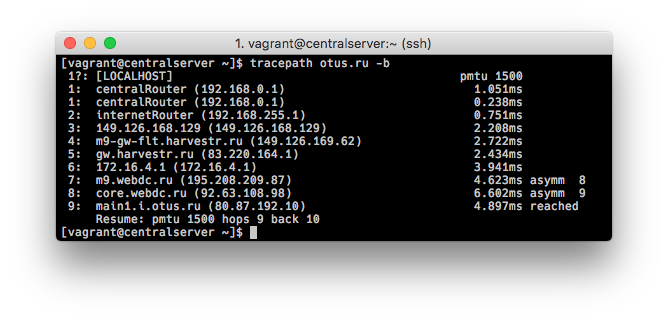 1. vagrant@centralserver:~ (ssh)
[vagrant@centralserver ~]$ tracepath otus.ru -b
1?: [LOCALHOST] pmtu 1500
1: centralRouter (192.168.0.1) 1.051ms
1: centralRouter (192.168.0.1) 0.238ms
2: internetRouter (192.168.255.1) 0.751ms
3: 149.126.168.129 (149.126.168.129) 2.208ms
4: m9-gw-flt.harvestr.ru (149.126.169.62) 2.722ms
5: gw.harvestr.ru (83.220.164.1) 2.434ms
6: 172.16.4.1 (172.16.4.1) 3.941ms
7: m9.webdc.ru (195.208.209.87) 4.623ms asymm 8
8: core.webdc.ru (92.63.108.98) 6.602ms asymm 9
9: main1.i.otus.ru (80.87.192.10) 4.897ms reached
Resume: pmtu 1500 hops 9 back 10
[vagrant@centralserver ~]$